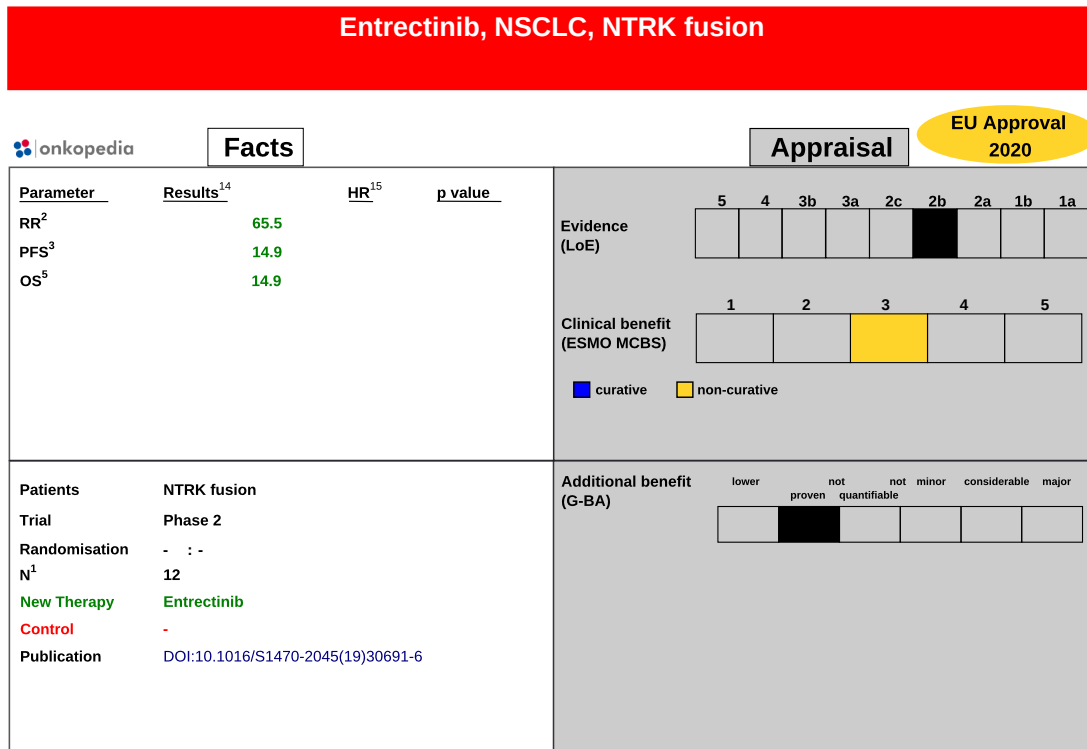 Entrectinib, NSCLC, NTRK fusion
onkopedia
Facts
Appraisal
EU Approval
2020
Parameter Results14 HR15 p value
RR2 65.5
PFS3 14.9
OS5 14.9
5 4 3b 3a 2c 2b 2a 1b 1a
Evidence
(LoE)
1 2 3 4 5
Clinical benefit
(ESMO MCBS)
curative non-curative
Patients NTRK fusion
Trial Phase 2
Randomisation - : -
N1 12
New Therapy Entrectinib
Control -
Publication DOI:10.1016/S1470-2045(19)30691-6
Additional benefit
(G-BA)
lower not not minor considerable major
proven quantifiable